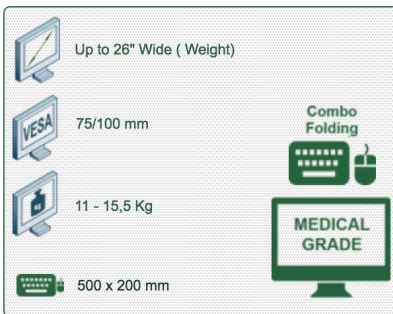 Up to 26" Wide ( Weight)
VESA
75/100 mm
KG
11 - 15,5 Kg
500 x 200 mm
Combo
Folding
MEDICAL
GRADE